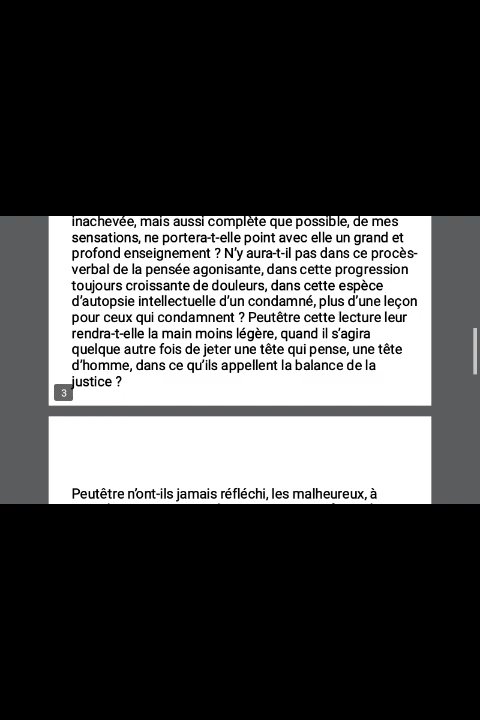 inachevée, mais aussi complète que possible, de mes
sensations, ne portera-t-elle point avec elle un grand et
profond enseignement ? N'y aura-t-il pas dans ce procès-
verbal de la pensée agonisante, dans cette progression
toujours croissante de douleurs, dans cette espèce
d'autopsie intellectuelle d'un condamné, plus d'une leçon
pour ceux qui condamnent ? Peutêtre cette lecture leur
rendra-t-elle la main moins légère, quand il s'agira
quelque autre fois de jeter une tête qui pense, une tête
d'homme, dans ce qu'ils appellent la balance de la
justice ?
3
Peutêtre n'ont-ils jamais réfléchi, les malheureux, à